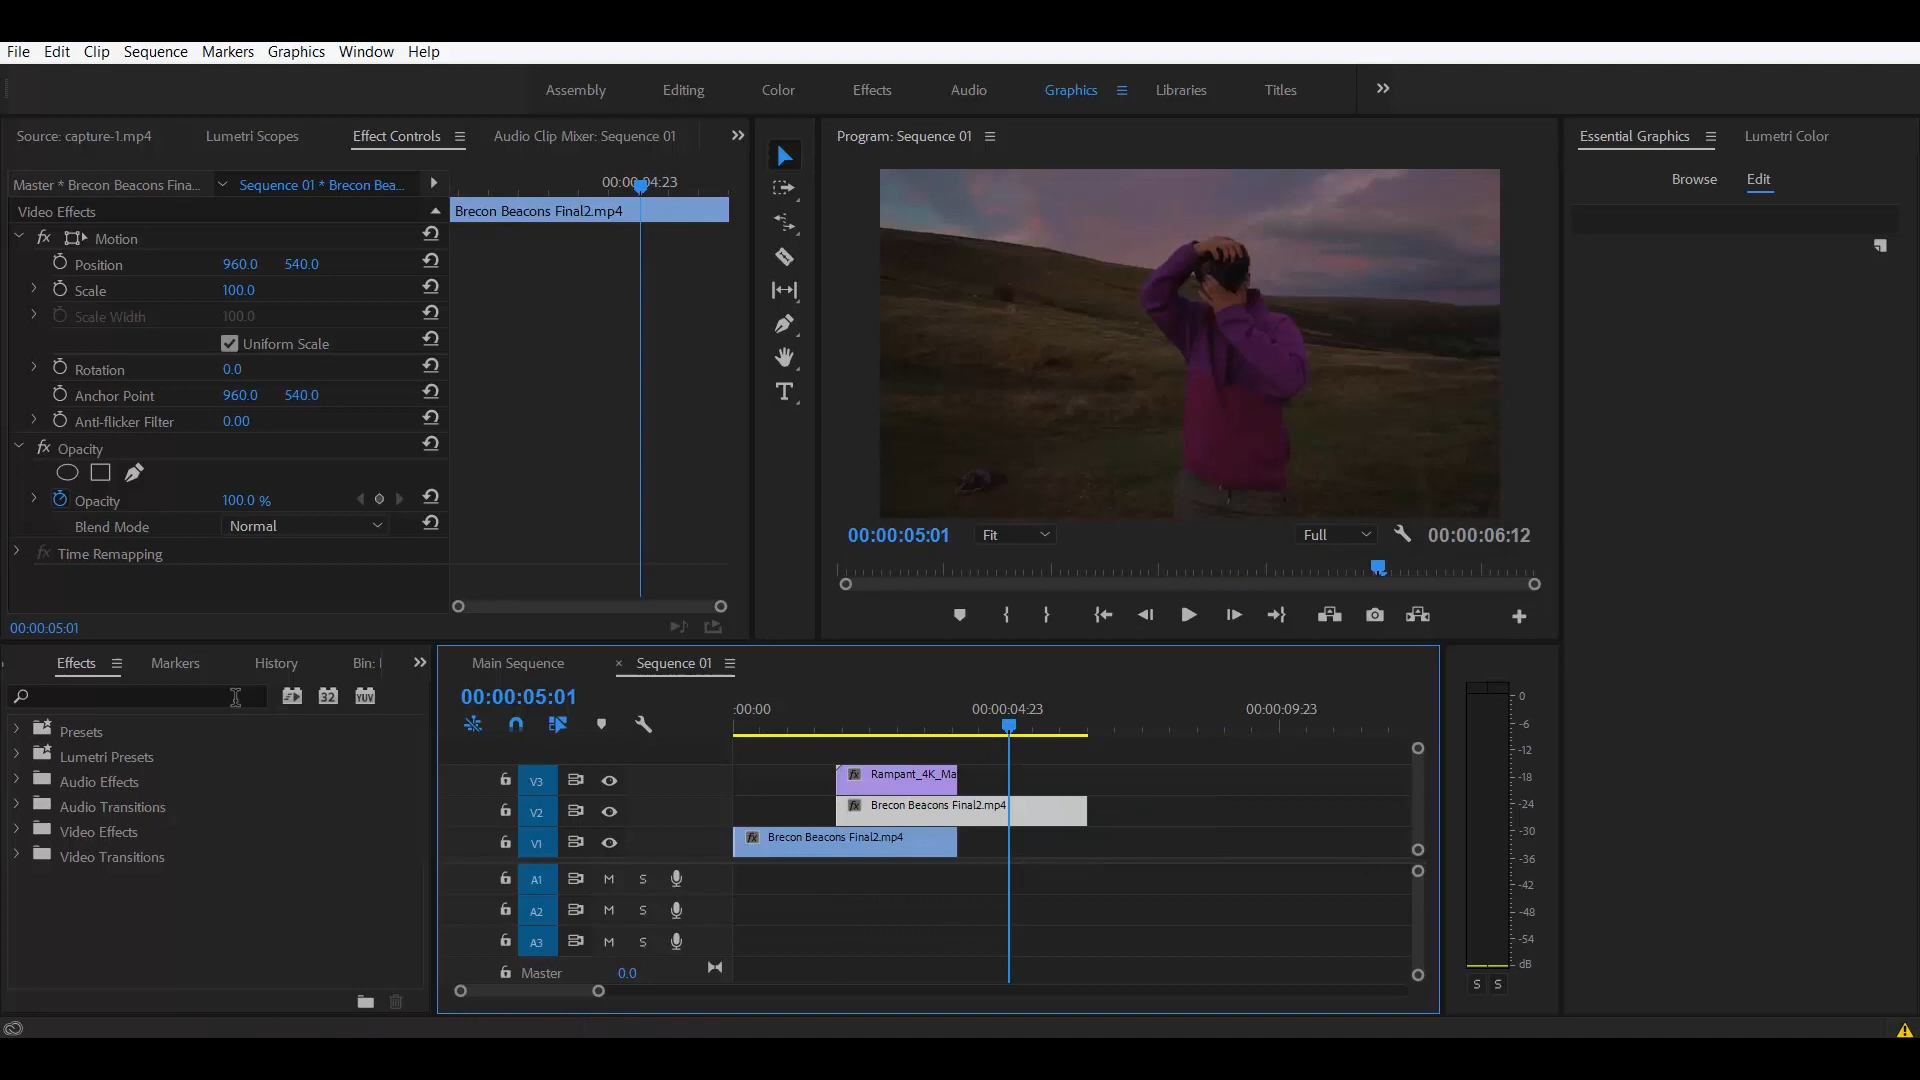 File Edit Clip Sequence Markers Graphics Window Help
Assembly Editing Color Effects Audio Graphics Libraries Titles
Source: capture-1.mp4 Lumetri Scopes Effect Controls Audio Clip Mixer: Sequence 01
Program: Sequence 01
Essential Graphics Lumetri Color
Browse Edit
Master * Brecon Beacons Fina... Sequence 01 * Brecon Bea...
00:00:04:23
Video Effects
Brecon Beacons Final2.mp4
fx Motion
Position 960.0 540.0
Scale 100.0
Scale Width 100.0
Uniform Scale
Rotation 0.0
Anchor Point 960.0 540.0
Anti-flicker Filter 0.00
fx Opacity
Opacity 100.0 %
Blend Mode Normal
fx Time Remapping
00:00:05:01
00:00:05:01 Fit Full 00:00:06:12
Effects Markers History Bin:
32 YUV
Presets
Lumetri Presets
Audio Effects
Audio Transitions
Video Effects
Video Transitions
Main Sequence × Sequence 01
00:00:05:01
:00:00 00:00:04:23 00:00:09:23
V3 fx Rampant_4K_Ma
V2 fx Brecon Beacons Final2.mp4
V1 fx Brecon Beacons Final2.mp4
A1 M S
A2 M S
A3 M S
Master 0.0
0
-6
-12
-18
-24
-30
-36
-42
-48
-54
dB
S S